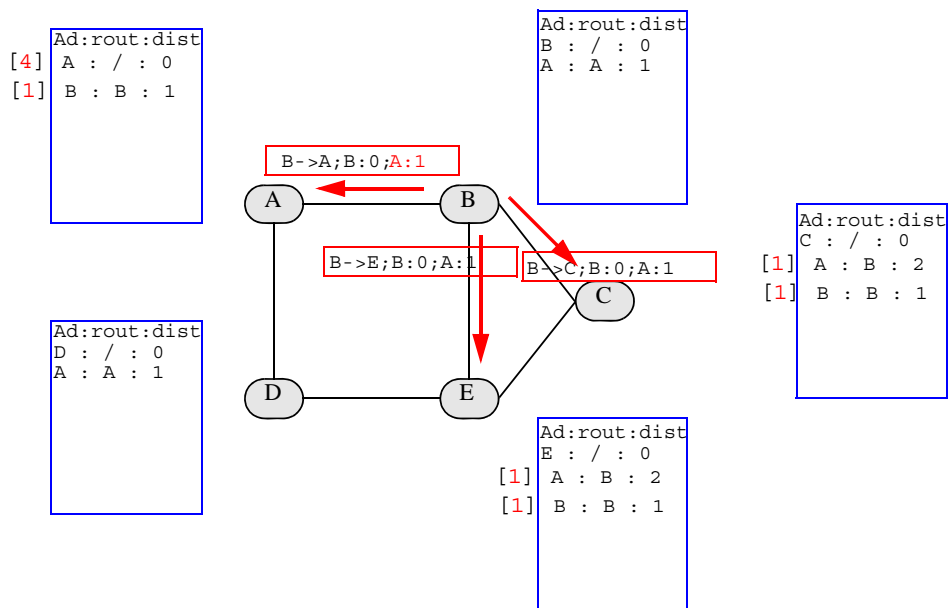 Ad:rout:dist
[4] A : / : 0
[1] B : B : 1
Ad:rout:dist
B : / : 0
A : A : 1
B->A;B:0;A:1
A
B
B->E;B:0;A:1
B->C;B:0;A:1
C
Ad:rout:dist
C : / : 0
[1] A : B : 2
[1] B : B : 1
Ad:rout:dist
D : / : 0
A : A : 1
D
E
Ad:rout:dist
E : / : 0
[1] A : B : 2
[1] B : B : 1